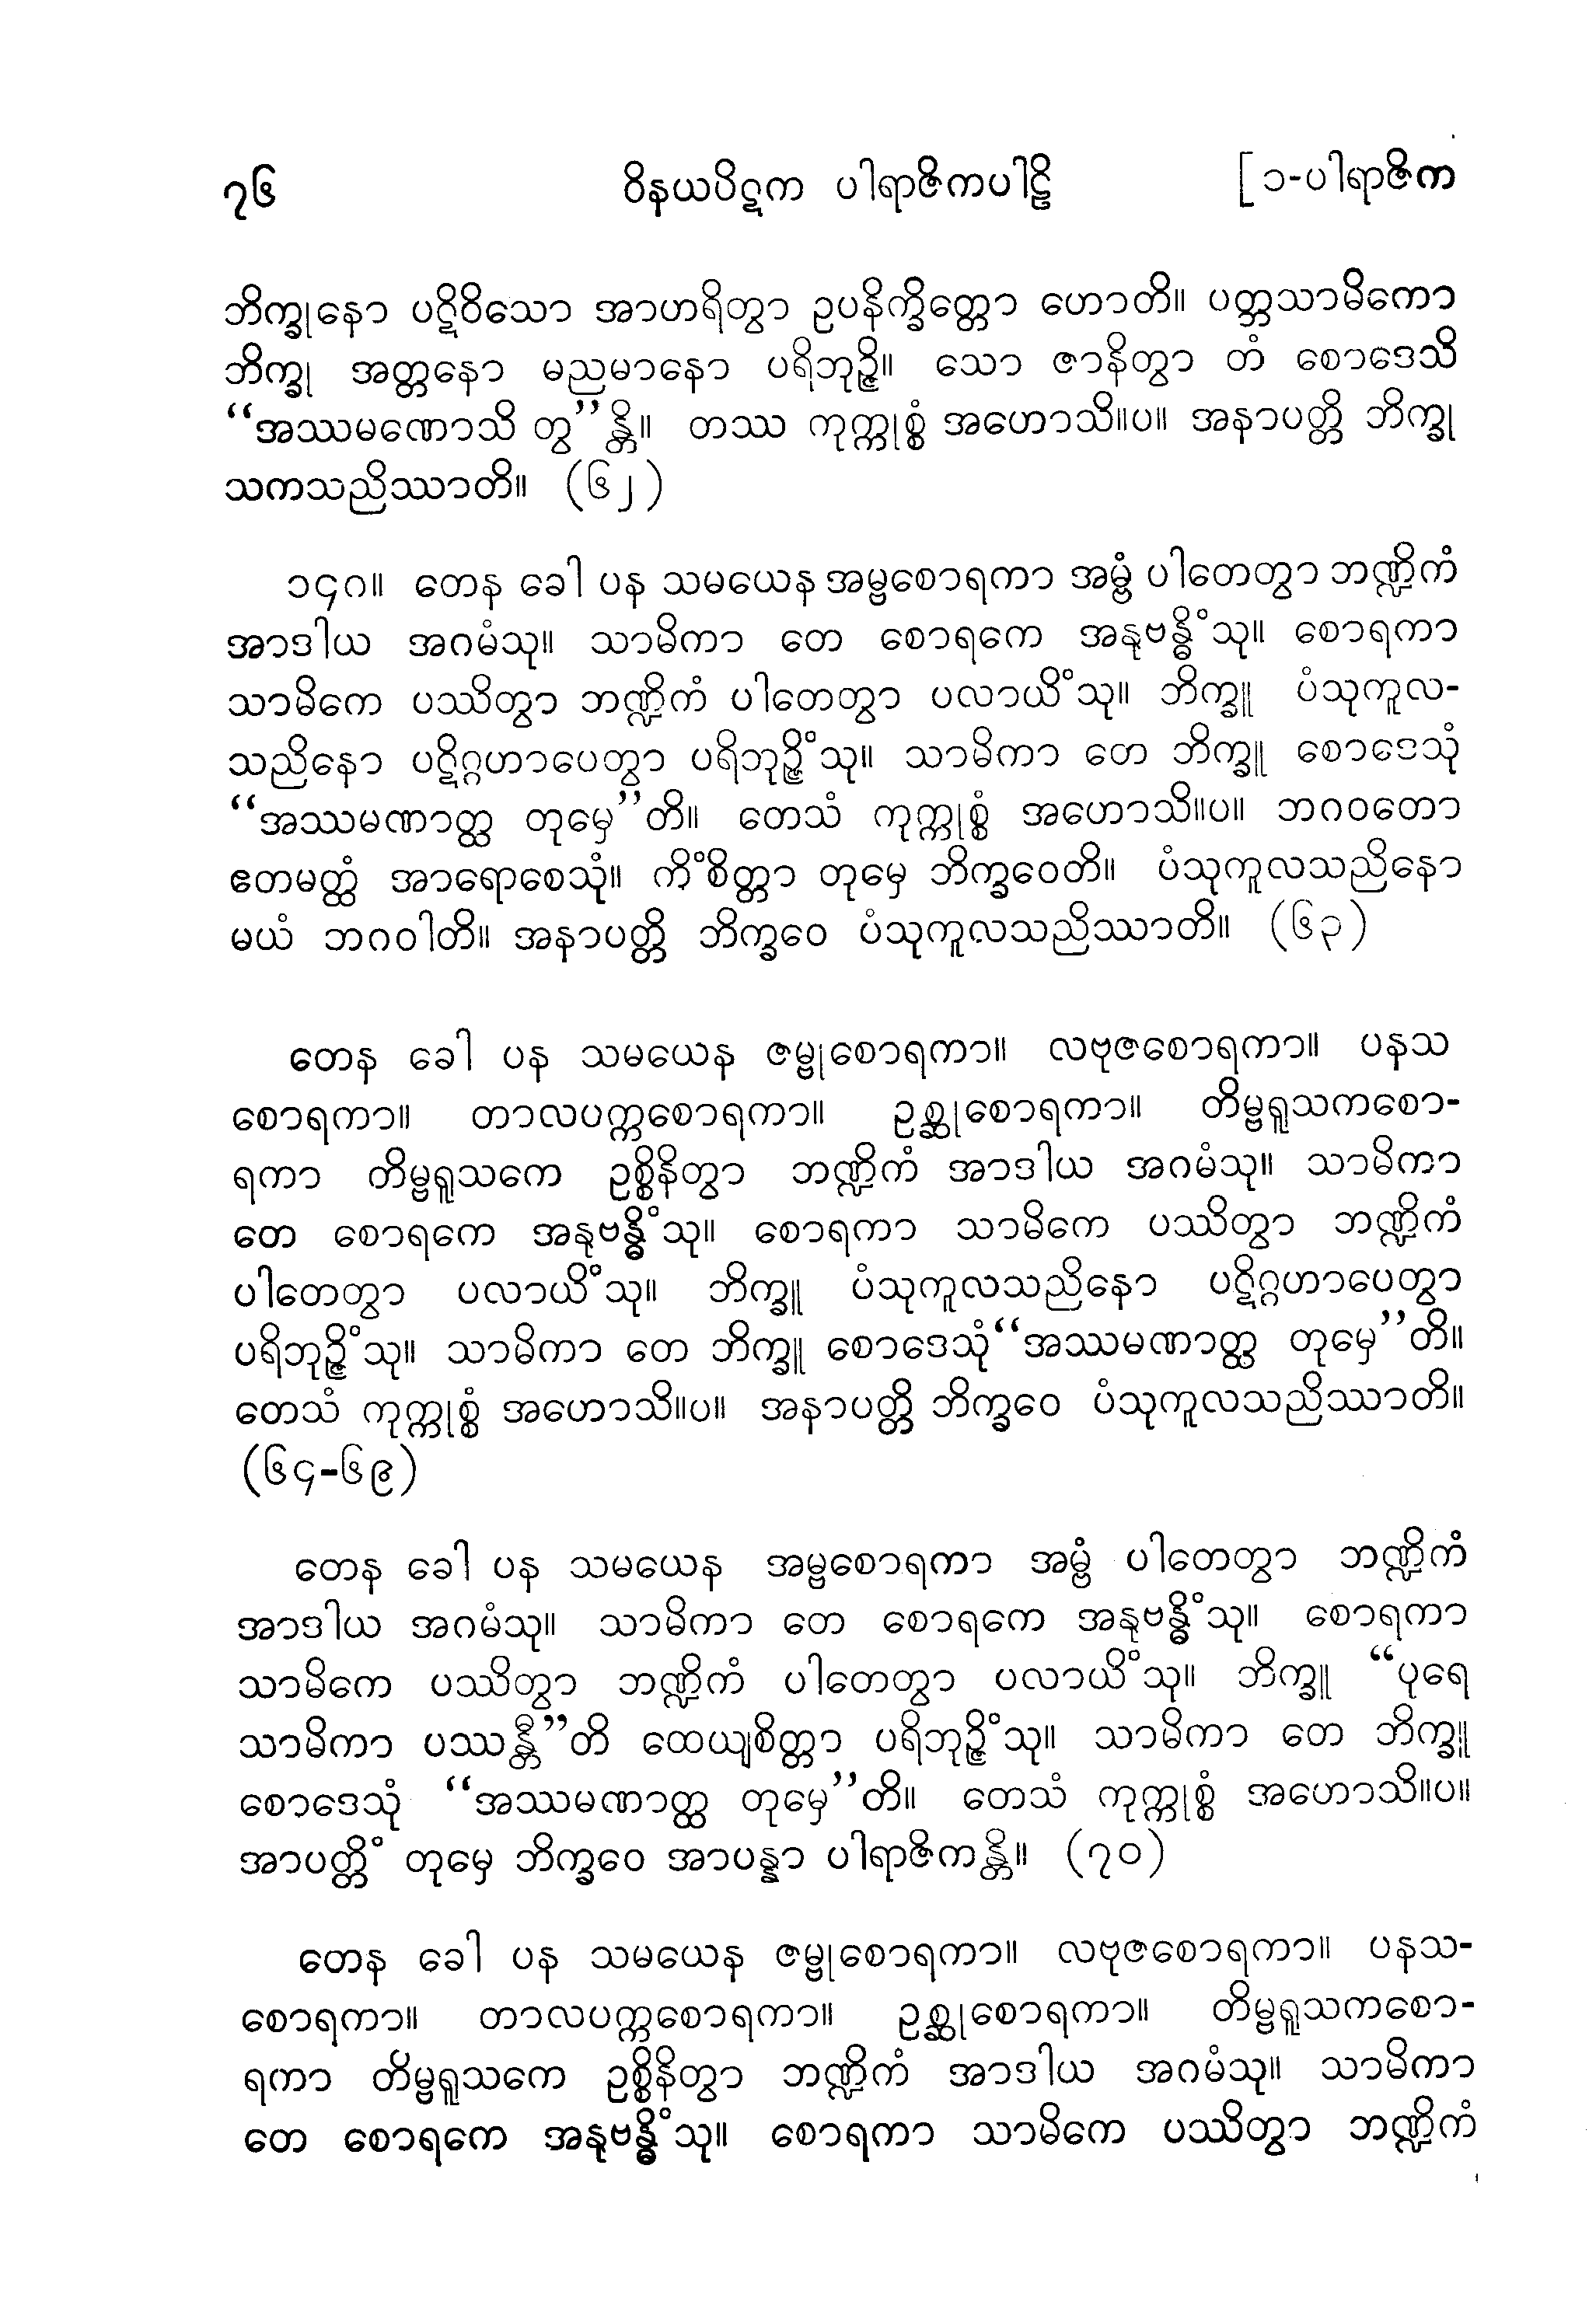 ၇၆ ဝိနယပိဋက ပါရာဇိကပါဠိ [၁-ပါရာဇိက
ဘိက္ခုနော ပဋိဝိသော အာဟရိတွာ ဥပနိက္ခိတ္တော ဟောတိ။ ပတ္တသာမိကော
ဘိက္ခု အတ္တနော မညမာနော ပရိဘုဉ္ဇိ။ သော ဇာနိတွာ တံ စောဒေသိ
“အဿမဏောသိ တွ”န္တိ။ တဿ ကုက္ကုစ္စံ အဟောသိ။ပ။ အနာပတ္တိ ဘိက္ခု
သကသညိဿာတိ။ (၆၂)
၁၄၈။ တေန ခေါ ပန သမယေန အမ္ဗစောရကာ အမ္ဗံ ပါတေတွာ ဘဏ္ဍိကံ
အာဒါယ အဂမံသု။ သာမိကာ တေ စောရကေ အနုဗန္ဓိံသု။ စောရကာ
သာမိကေ ပဿိတွာ ဘဏ္ဍိကံ ပါတေတွာ ပလာယိံသု။ ဘိက္ခူ ပံသုကူလ-
သညိနော ပဋိဂ္ဂဟာပေတွာ ပရိဘုဉ္ဇိံသု။ သာမိကာ တေ ဘိက္ခူ စောဒေသုံ
“အဿမဏာတ္ထ တုမှေ”တိ။ တေသံ ကုက္ကုစ္စံ အဟောသိ။ပ။ ဘဂဝတော
ဧတမတ္ထံ အာရောစေသုံ။ ကိံစိတ္တာ တုမှေ ဘိက္ခဝေတိ။ ပံသုကူလသညိနော
မယံ ဘဂဝါတိ။ အနာပတ္တိ ဘိက္ခဝေ ပံသုကူလသညိဿာတိ။ (၆၃)
တေန ခေါ ပန သမယေန ဇမ္ဗုစောရကာ။ လဗုဇစောရကာ။ ပနသ
စောရကာ။ တာလပက္ကစောရကာ။ ဥစ္ဆုစောရကာ။ တိမ္ဗရူသကစော-
ရကာ တိမ္ဗရူသကေ ဥစ္စိနိတွာ ဘဏ္ဍိကံ အာဒါယ အဂမံသု။ သာမိကာ
တေ စောရကေ အနုဗန္ဓိံသု။ စောရကာ သာမိကေ ပဿိတွာ ဘဏ္ဍိကံ
ပါတေတွာ ပလာယိံသု။ ဘိက္ခူ ပံသုကူလသညိနော ပဋိဂ္ဂဟာပေတွာ
ပရိဘုဉ္ဇိံသု။ သာမိကာ တေ ဘိက္ခူ စောဒေသုံ“အဿမဏာတ္ထ တုမှေ”တိ။
တေသံ ကုက္ကုစ္စံ အဟောသိ။ပ။ အနာပတ္တိ ဘိက္ခဝေ ပံသုကူလသညိဿာတိ။
(၆၄-၆၉)
တေန ခေါ ပန သမယေန အမ္ဗစောရကာ အမ္ဗံ ပါတေတွာ ဘဏ္ဍိကံ
အာဒါယ အဂမံသု။ သာမိကာ တေ စောရကေ အနုဗန္ဓိံသု။ စောရကာ
သာမိကေ ပဿိတွာ ဘဏ္ဍိကံ ပါတေတွာ ပလာယိံသု။ ဘိက္ခူ “ပုရေ
သာမိကာ ပဿန္တီ”တိ ထေယျစိတ္တာ ပရိဘုဉ္ဇိံသု။ သာမိကာ တေ ဘိက္ခူ
စောဒေသုံ “အဿမဏာတ္ထ တုမှေ”တိ။ တေသံ ကုက္ကုစ္စံ အဟောသိ။ပ။
အာပတ္တိံ တုမှေ ဘိက္ခဝေ အာပန္နာ ပါရာဇိကန္တိ။ (၇၀)
တေန ခေါ ပန သမယေန ဇမ္ဗုစောရကာ။ လဗုဇစောရကာ။ ပနသ-
စောရကာ။ တာလပက္ကစောရကာ။ ဥစ္ဆုစောရကာ။ တိမ္ဗရူသကစော-
ရကာ တိမ္ဗရူသကေ ဥစ္စိနိတွာ ဘဏ္ဍိကံ အာဒါယ အဂမံသု။ သာမိကာ
တေ စောရကေ အနုဗန္ဓိံသု။ စောရကာ သာမိကေ ပဿိတွာ ဘဏ္ဍိကံ